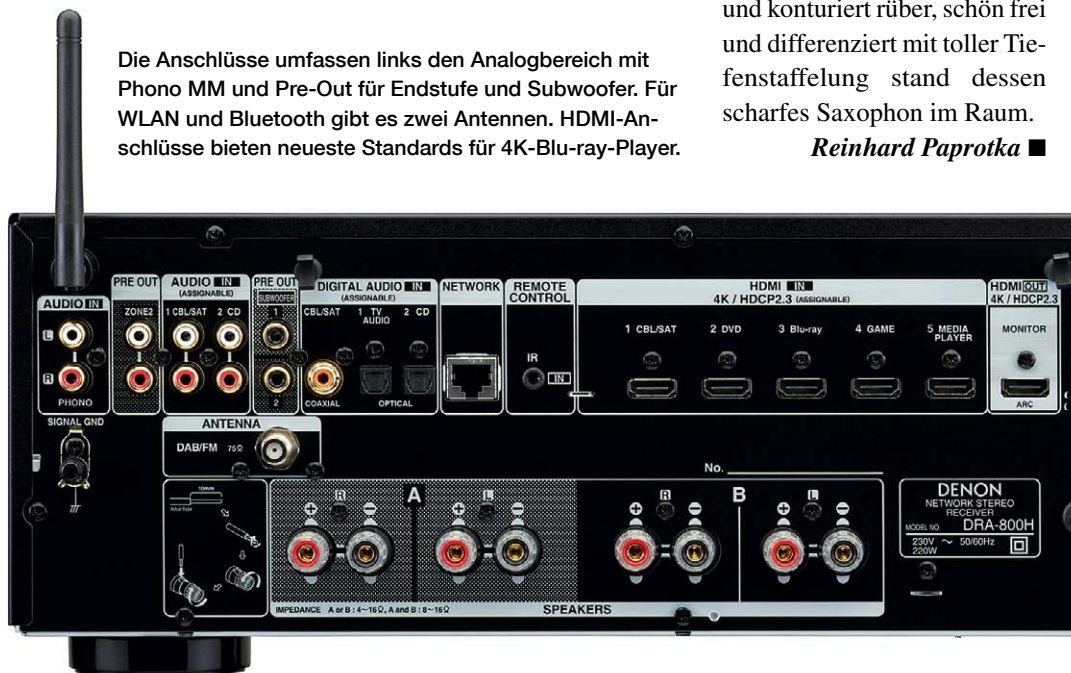 Die Anschlüsse umfassen links den Analogbereich mit
Phono MM und Pre-Out für Endstufe und Subwoofer. Für
WLAN und Bluetooth gibt es zwei Antennen. HDMI-An-
schlüsse bieten neueste Standards für 4K-Blu-ray-Player.
und konturiert rüber, schön frei
und differenziert mit toller Tie-
fenstaffelung stand dessen
scharfes Saxophon im Raum.
Reinhard Paprotka ■
AUDIO IN
L
R
PHONO
SIGNAL GND
PRE OUT
ZONE2
AUDIO IN
(ASSIGNABLE)
1 CBL/SAT 2 CD
PRE OUT
SUBWOOFER
1
2
DIGITAL AUDIO IN
(ASSIGNABLE)
CBL/SAT 1 TV AUDIO 2 CD
COAXIAL OPTICAL
NETWORK
REMOTE
CONTROL
IR
IN
HDMI IN
4K / HDCP2.3 (ASSIGNABLE)
1 CBL/SAT 2 DVD 3 Blu-ray 4 GAME 5 MEDIA PLAYER
HDMI OUT
4K / HDCP2.3
MONITOR
ARC
ANTENNA
DAB/FM 75Ω
10mm
Actual Scale
R A L
+ − + −
No.
R B L
+ − + −
IMPEDANCE A or B : 4~16Ω, A and B : 8~16Ω SPEAKERS
DENON
NETWORK STEREO
RECEIVER
MODEL NO. DRA-800H
230V ~ 50/60Hz
220W